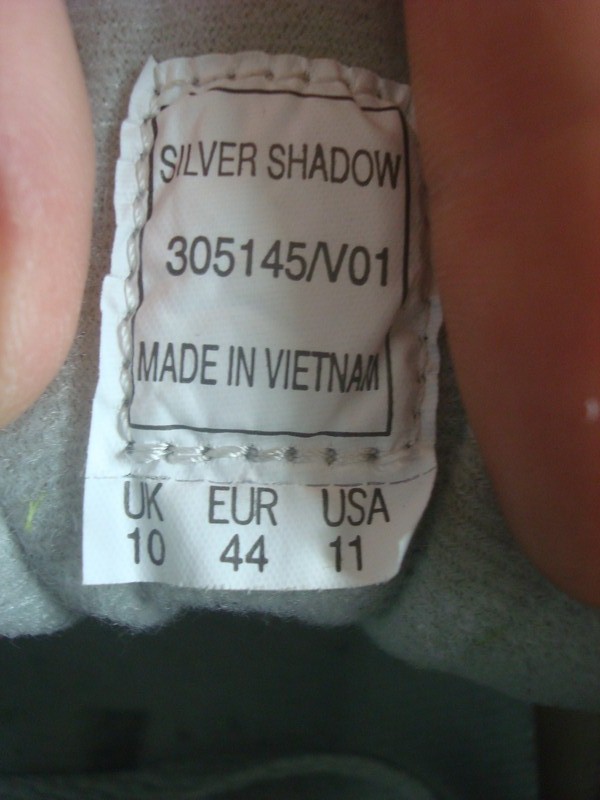 SILVER SHADOW
305145/V01
MADE IN VIETNAM
UK EUR USA
10 44 11